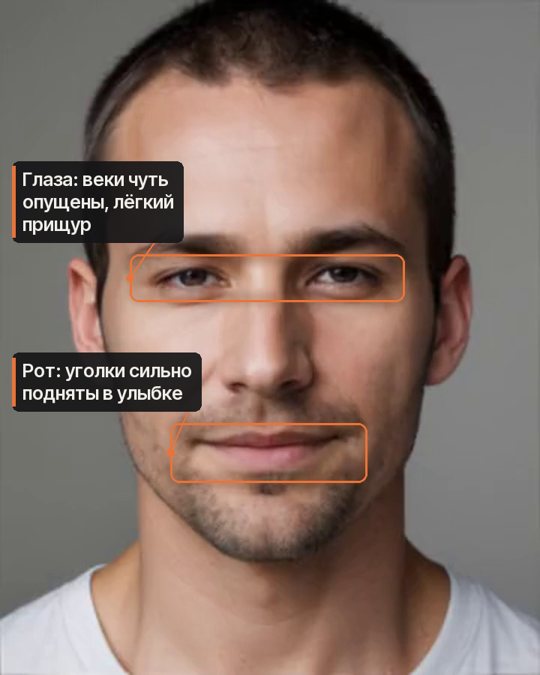 Глаза: веки чуть
опущены, лёгкий
прищур
Рот: уголки сильно
подняты в улыбке